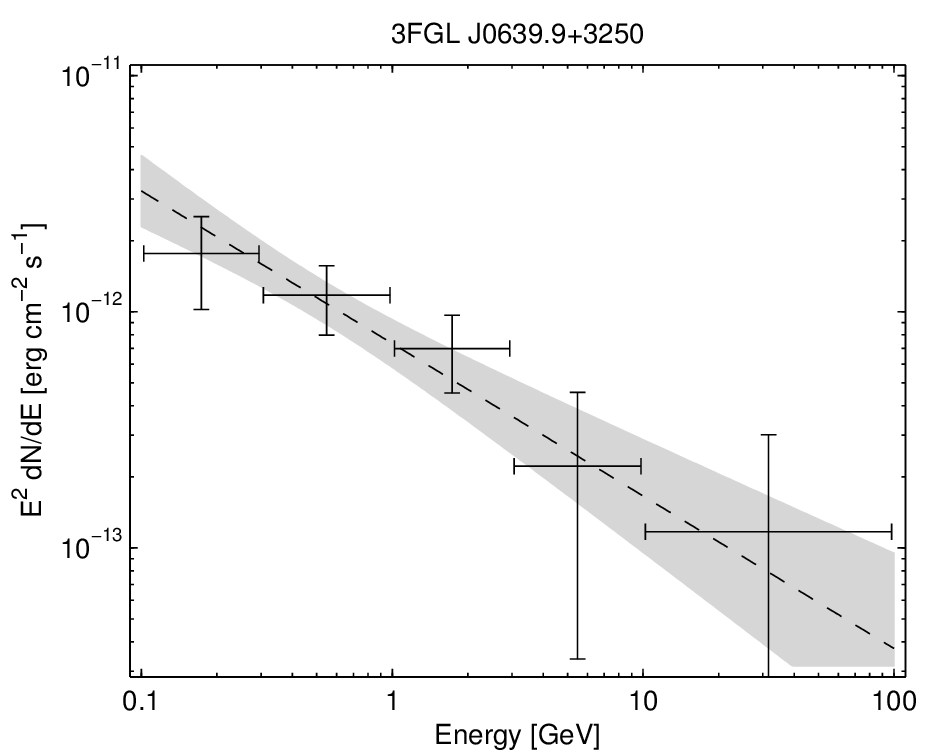 3FGL J0639.9+3250
10⁻¹¹
10⁻¹²
10⁻¹³
E² dN/dE [erg cm⁻² s⁻¹]
0.1 1 10 100
Energy [GeV]